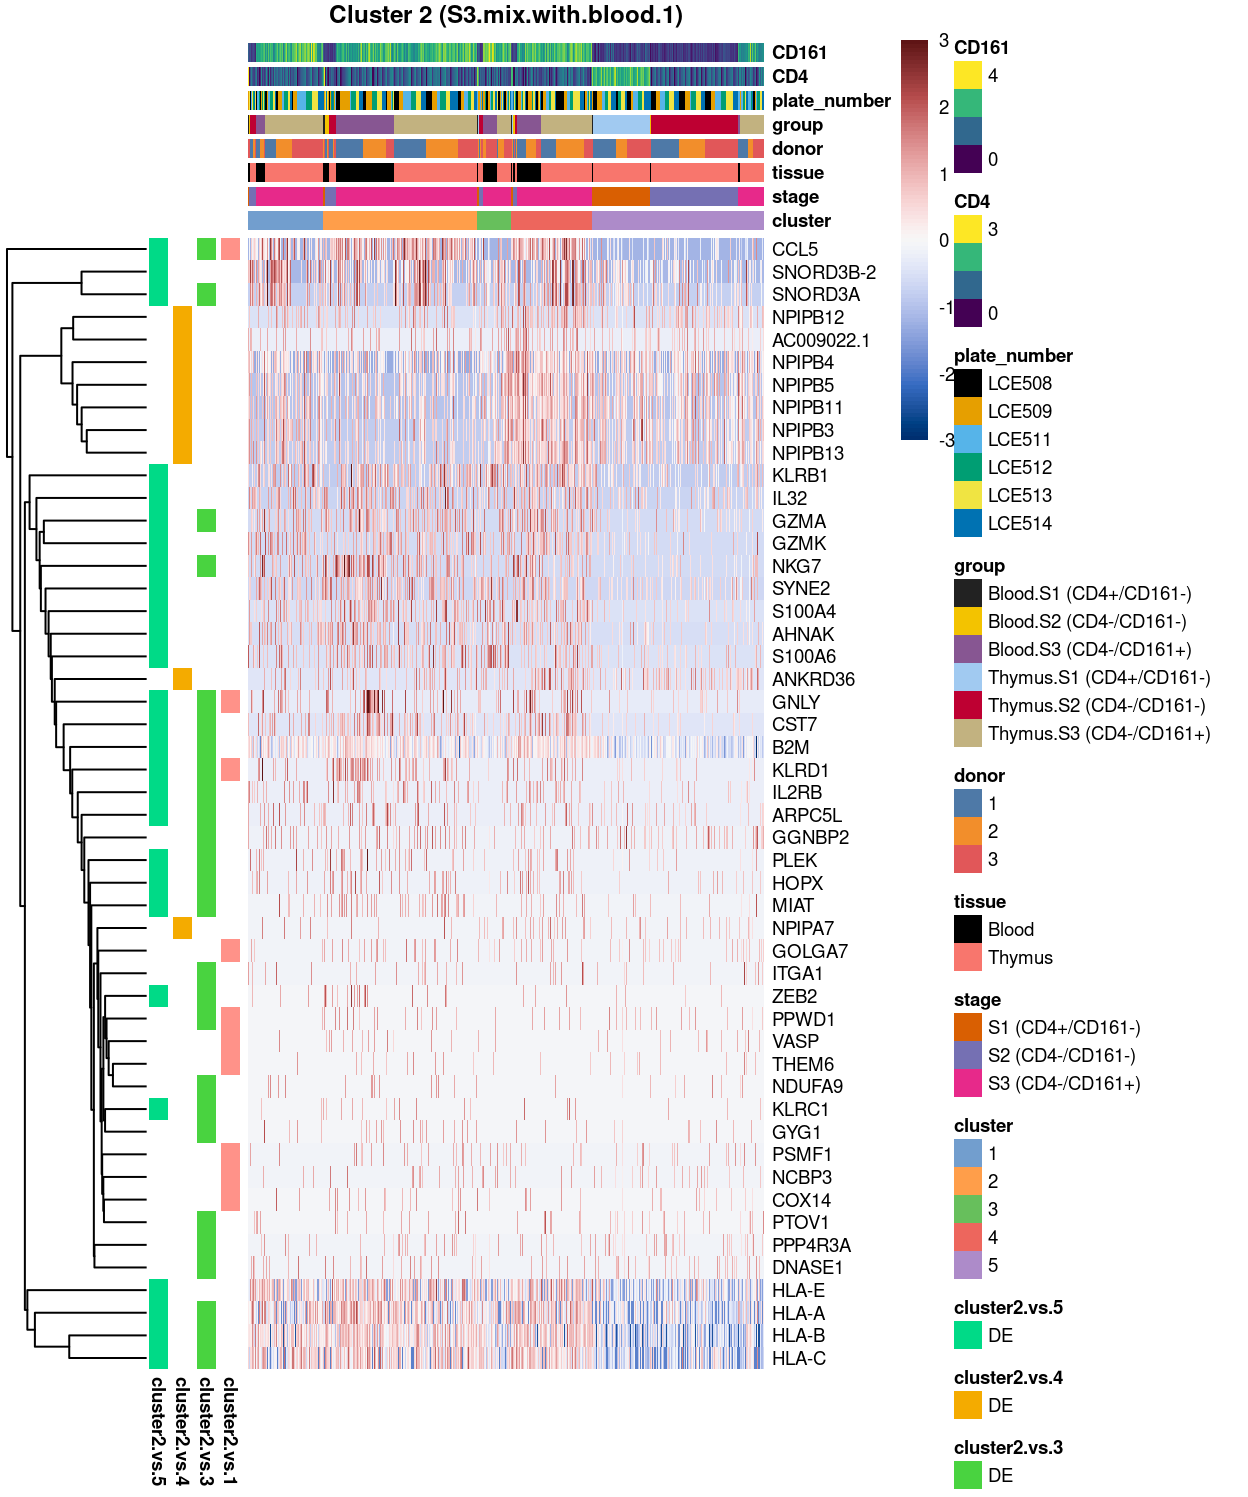 Cluster 2 (S3.mix.with.blood.1)
CD161
CD4
plate_number
group
donor
tissue
stage
cluster
CCL5
SNORD3B-2
SNORD3A
NPIPB12
AC009022.1
NPIPB4
NPIPB5
NPIPB11
NPIPB3
NPIPB13
KLRB1
IL32
GZMA
GZMK
NKG7
SYNE2
S100A4
AHNAK
S100A6
ANKRD36
GNLY
CST7
B2M
KLRD1
IL2RB
ARPC5L
GGNBP2
PLEK
HOPX
MIAT
NPIPA7
GOLGA7
ITGA1
ZEB2
PPWD1
VASP
THEM6
NDUFA9
KLRC1
GYG1
PSMF1
NCBP3
COX14
PTOV1
PPP4R3A
DNASE1
HLA-E
HLA-A
HLA-B
HLA-C
cluster2.vs.5
cluster2.vs.4
cluster2.vs.3
cluster2.vs.1
3
2
1
0
-1
-2
-3
CD161
4
0
CD4
3
0
plate_number
LCE508
LCE509
LCE511
LCE512
LCE513
LCE514
group
Blood.S1 (CD4+/CD161-)
Blood.S2 (CD4-/CD161-)
Blood.S3 (CD4-/CD161+)
Thymus.S1 (CD4+/CD161-)
Thymus.S2 (CD4-/CD161-)
Thymus.S3 (CD4-/CD161+)
donor
1
2
3
tissue
Blood
Thymus
stage
S1 (CD4+/CD161-)
S2 (CD4-/CD161-)
S3 (CD4-/CD161+)
cluster
1
2
3
4
5
cluster2.vs.5
DE
cluster2.vs.4
DE
cluster2.vs.3
DE